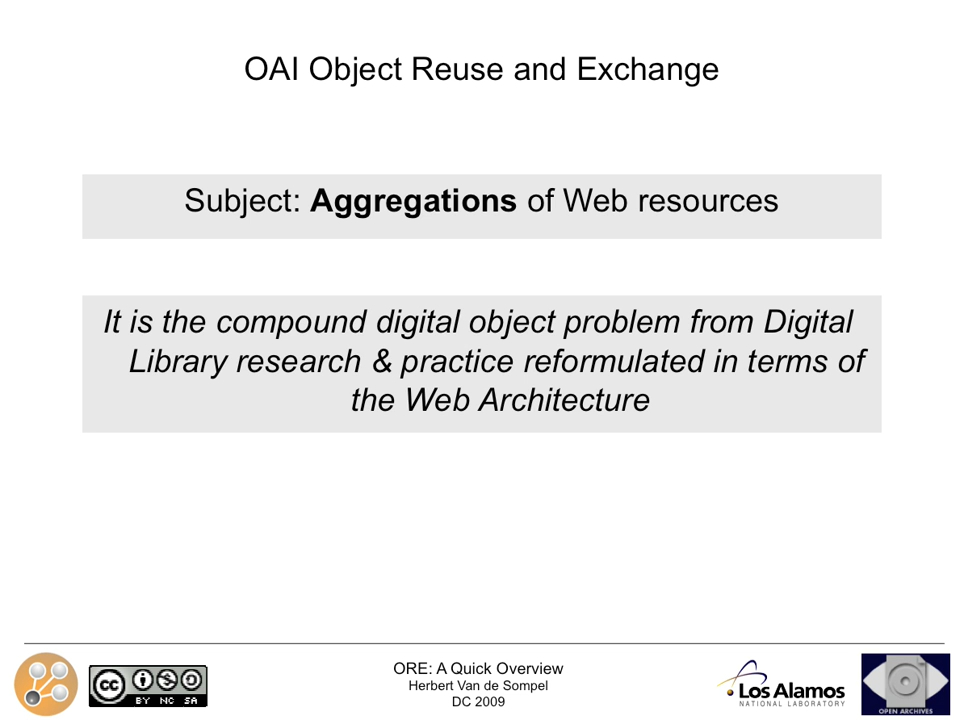 OAI Object Reuse and Exchange
Subject: Aggregations of Web resources
It is the compound digital object problem from Digital
Library research & practice reformulated in terms of
the Web Architecture
ORE: A Quick Overview
Herbert Van de Sompel
DC 2009
cc
BY NC SA
Los Alamos
NATIONAL LABORATORY
OPEN ARCHIVES